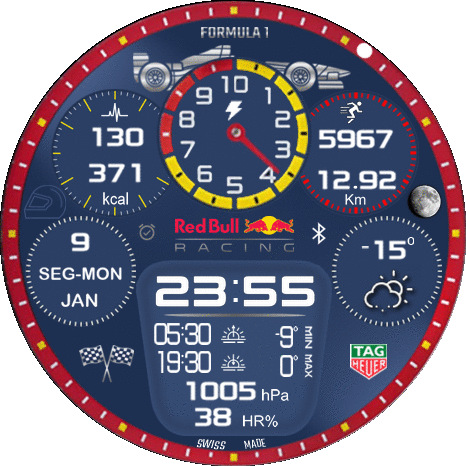 FORMULA 1
10
9
8
7
6
5
4
3
2
1
130
371
kcal
5967
12.92
Km
Red Bull
RACING
9
SEG-MON
JAN
-15°
23:55
05:30 -9° MIN
19:30 0° MAX
1005 hPa
38 HR%
TAG
HEUER
SWISS MADE